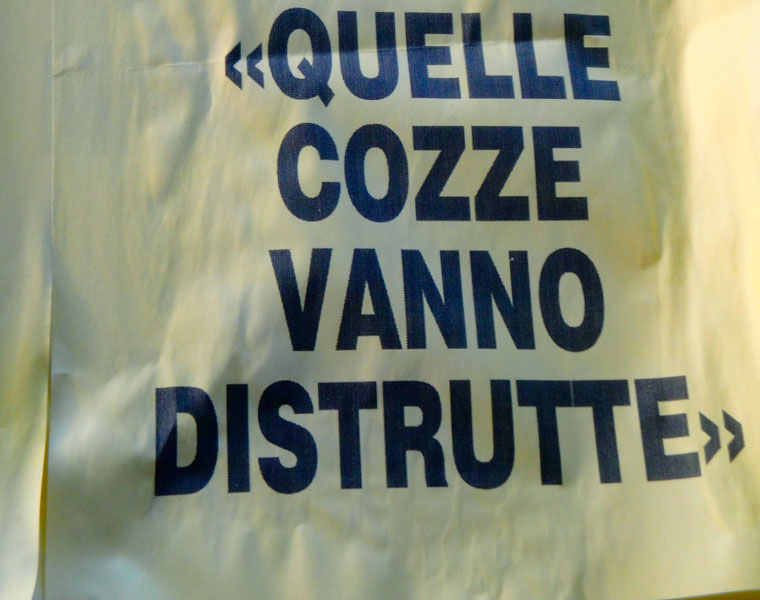 «QUELLE
COZZE
VANNO
DISTRUTTE»